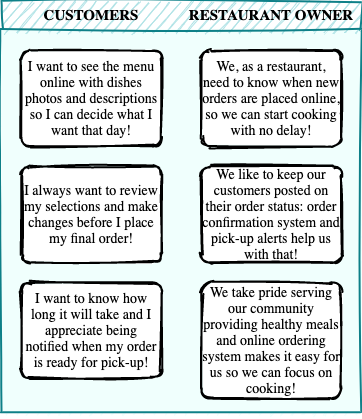 CUSTOMERS
RESTAURANT OWNER
I want to see the menu
online with dishes
photos and descriptions
so I can decide what I
want that day!
We, as a restaurant,
need to know when new
orders are placed online,
so we can start cooking
with no delay!
I always want to review
my selections and make
changes before I place
my final order!
We like to keep our
customers posted on
their order status: order
confirmation system and
pick-up alerts help us
with that!
I want to know how
long it will take and I
appreciate being
notified when my order
is ready for pick-up!
We take pride serving
our community
providing healthy meals
and online ordering
system makes it easy for
us so we can focus on
cooking!